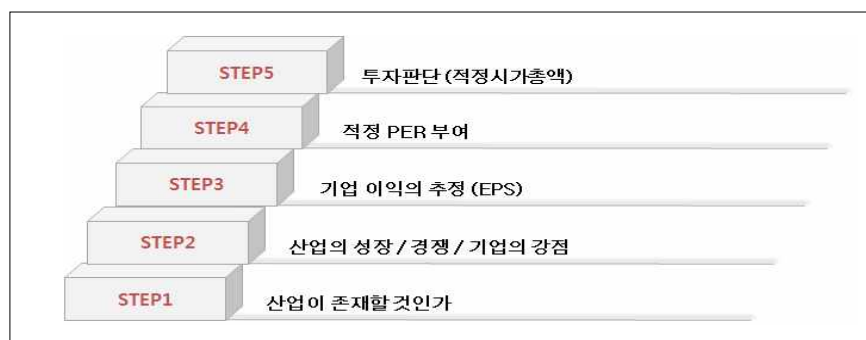 STEP5 투자판단 (적정시가총액)
STEP4 적정 PER 부여
STEP3 기업 이익의 추정 (EPS)
STEP2 산업의 성장 / 경쟁 / 기업의 강점
STEP1 산업이 존재할것인가